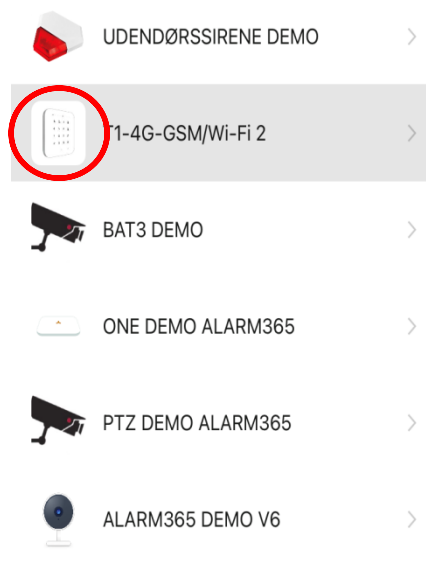 UDENDØRSSIRENE DEMO
T1-4G-GSM/Wi-Fi 2
BAT3 DEMO
ONE DEMO ALARM365
PTZ DEMO ALARM365
ALARM365 DEMO V6